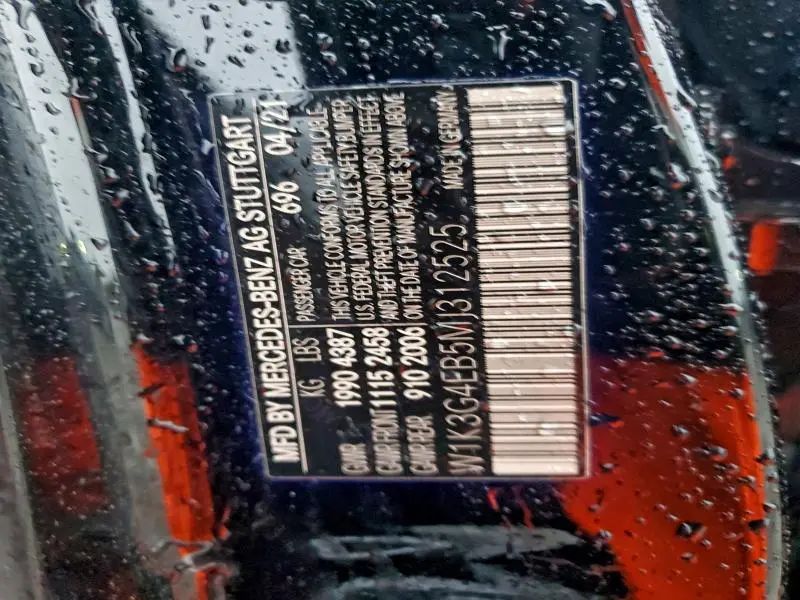 MFD BY MERCEDES-BENZ AG STUTTGART
KG LBS PASSENGER CAR 696 04/21
GVWR 1990 4387 THIS VEHICLE CONFORMS TO ALL APPLICABLE
U.S. FEDERAL MOTOR VEHICLE SAFETY, BUMPER
GAWR FRONT 1115 2458 AND THEFT PREVENTION STANDARDS IN EFFECT
GAWR REAR 910 2006 ON THE DATE OF MANUFACTURE SHOWN ABOVE
W1K3G4EB5MJ312525 MADE IN GERMANY